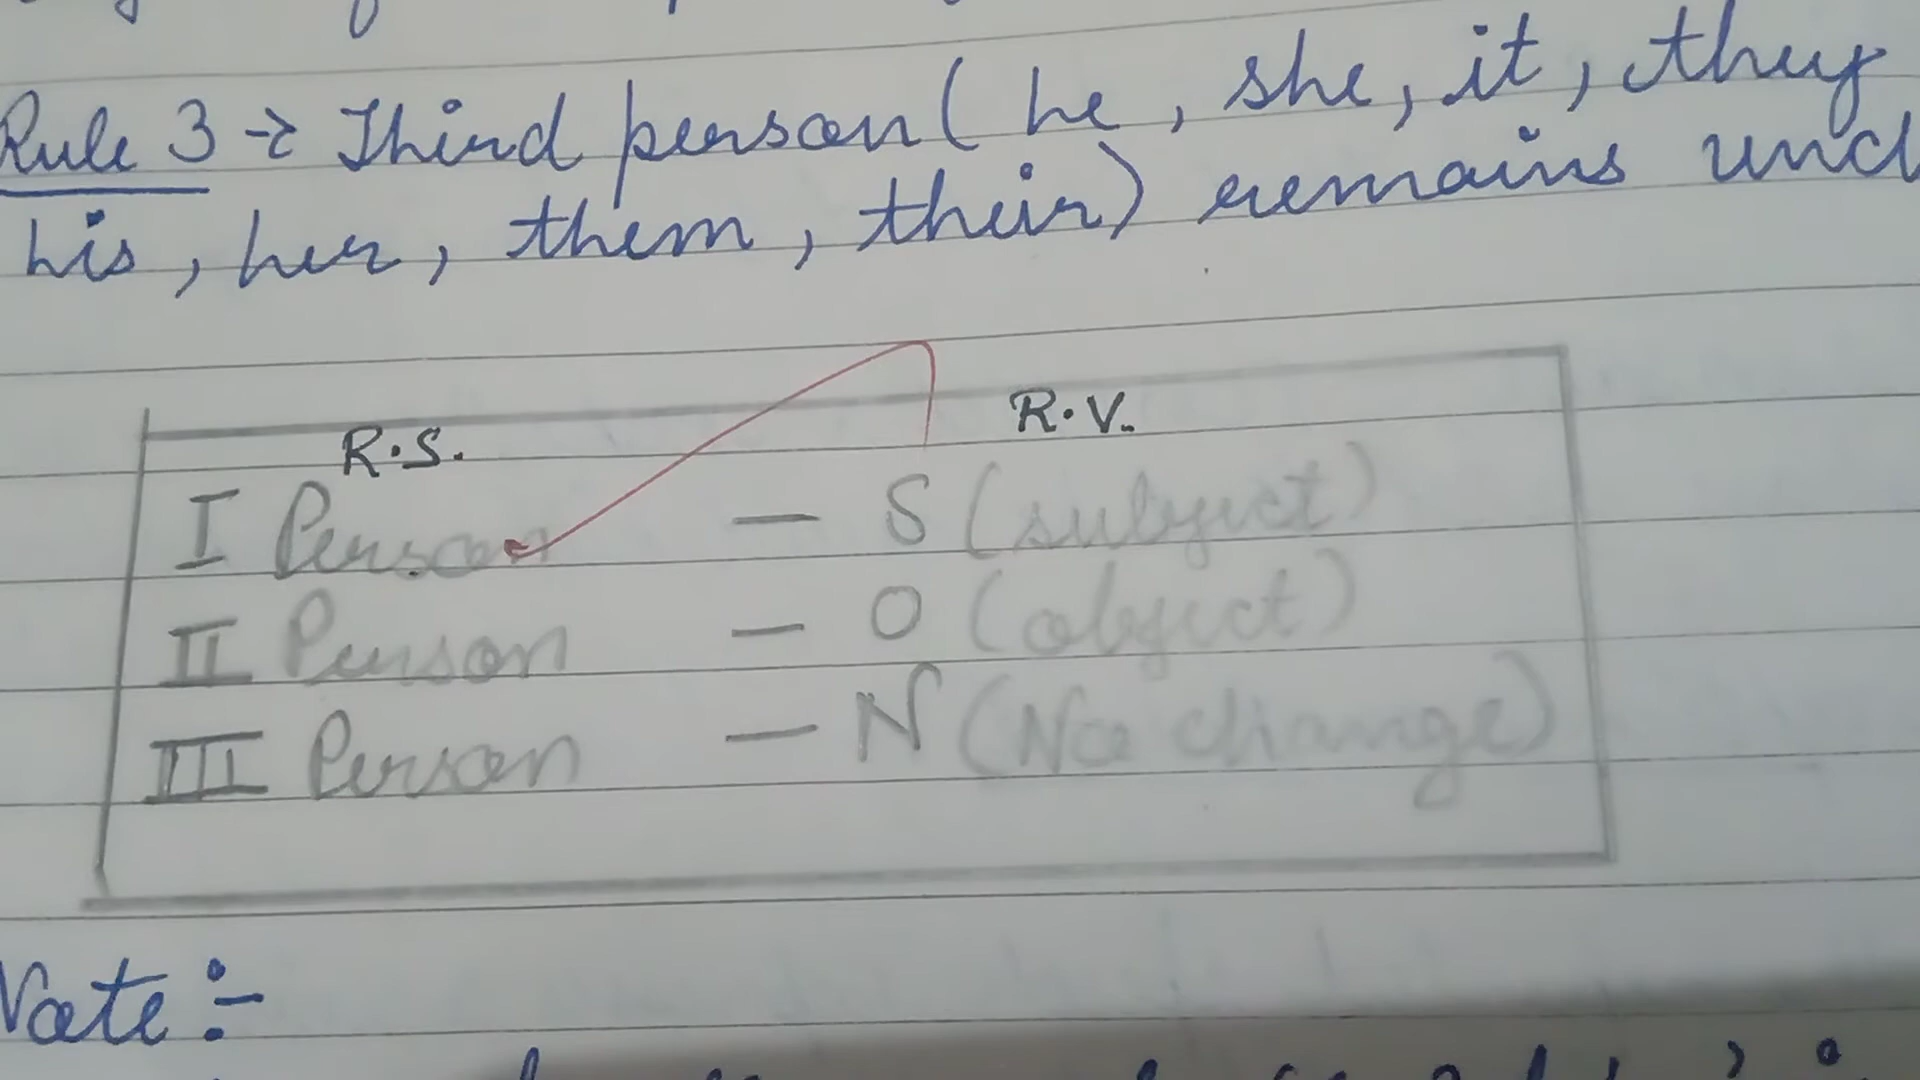 Rule 3 → Third person ( he, she, it, they
his, her, them, their) remains
R.S. R.V.
I Person — S (subject)
II Person — O (object)
III Person — N (No change)
Note :-